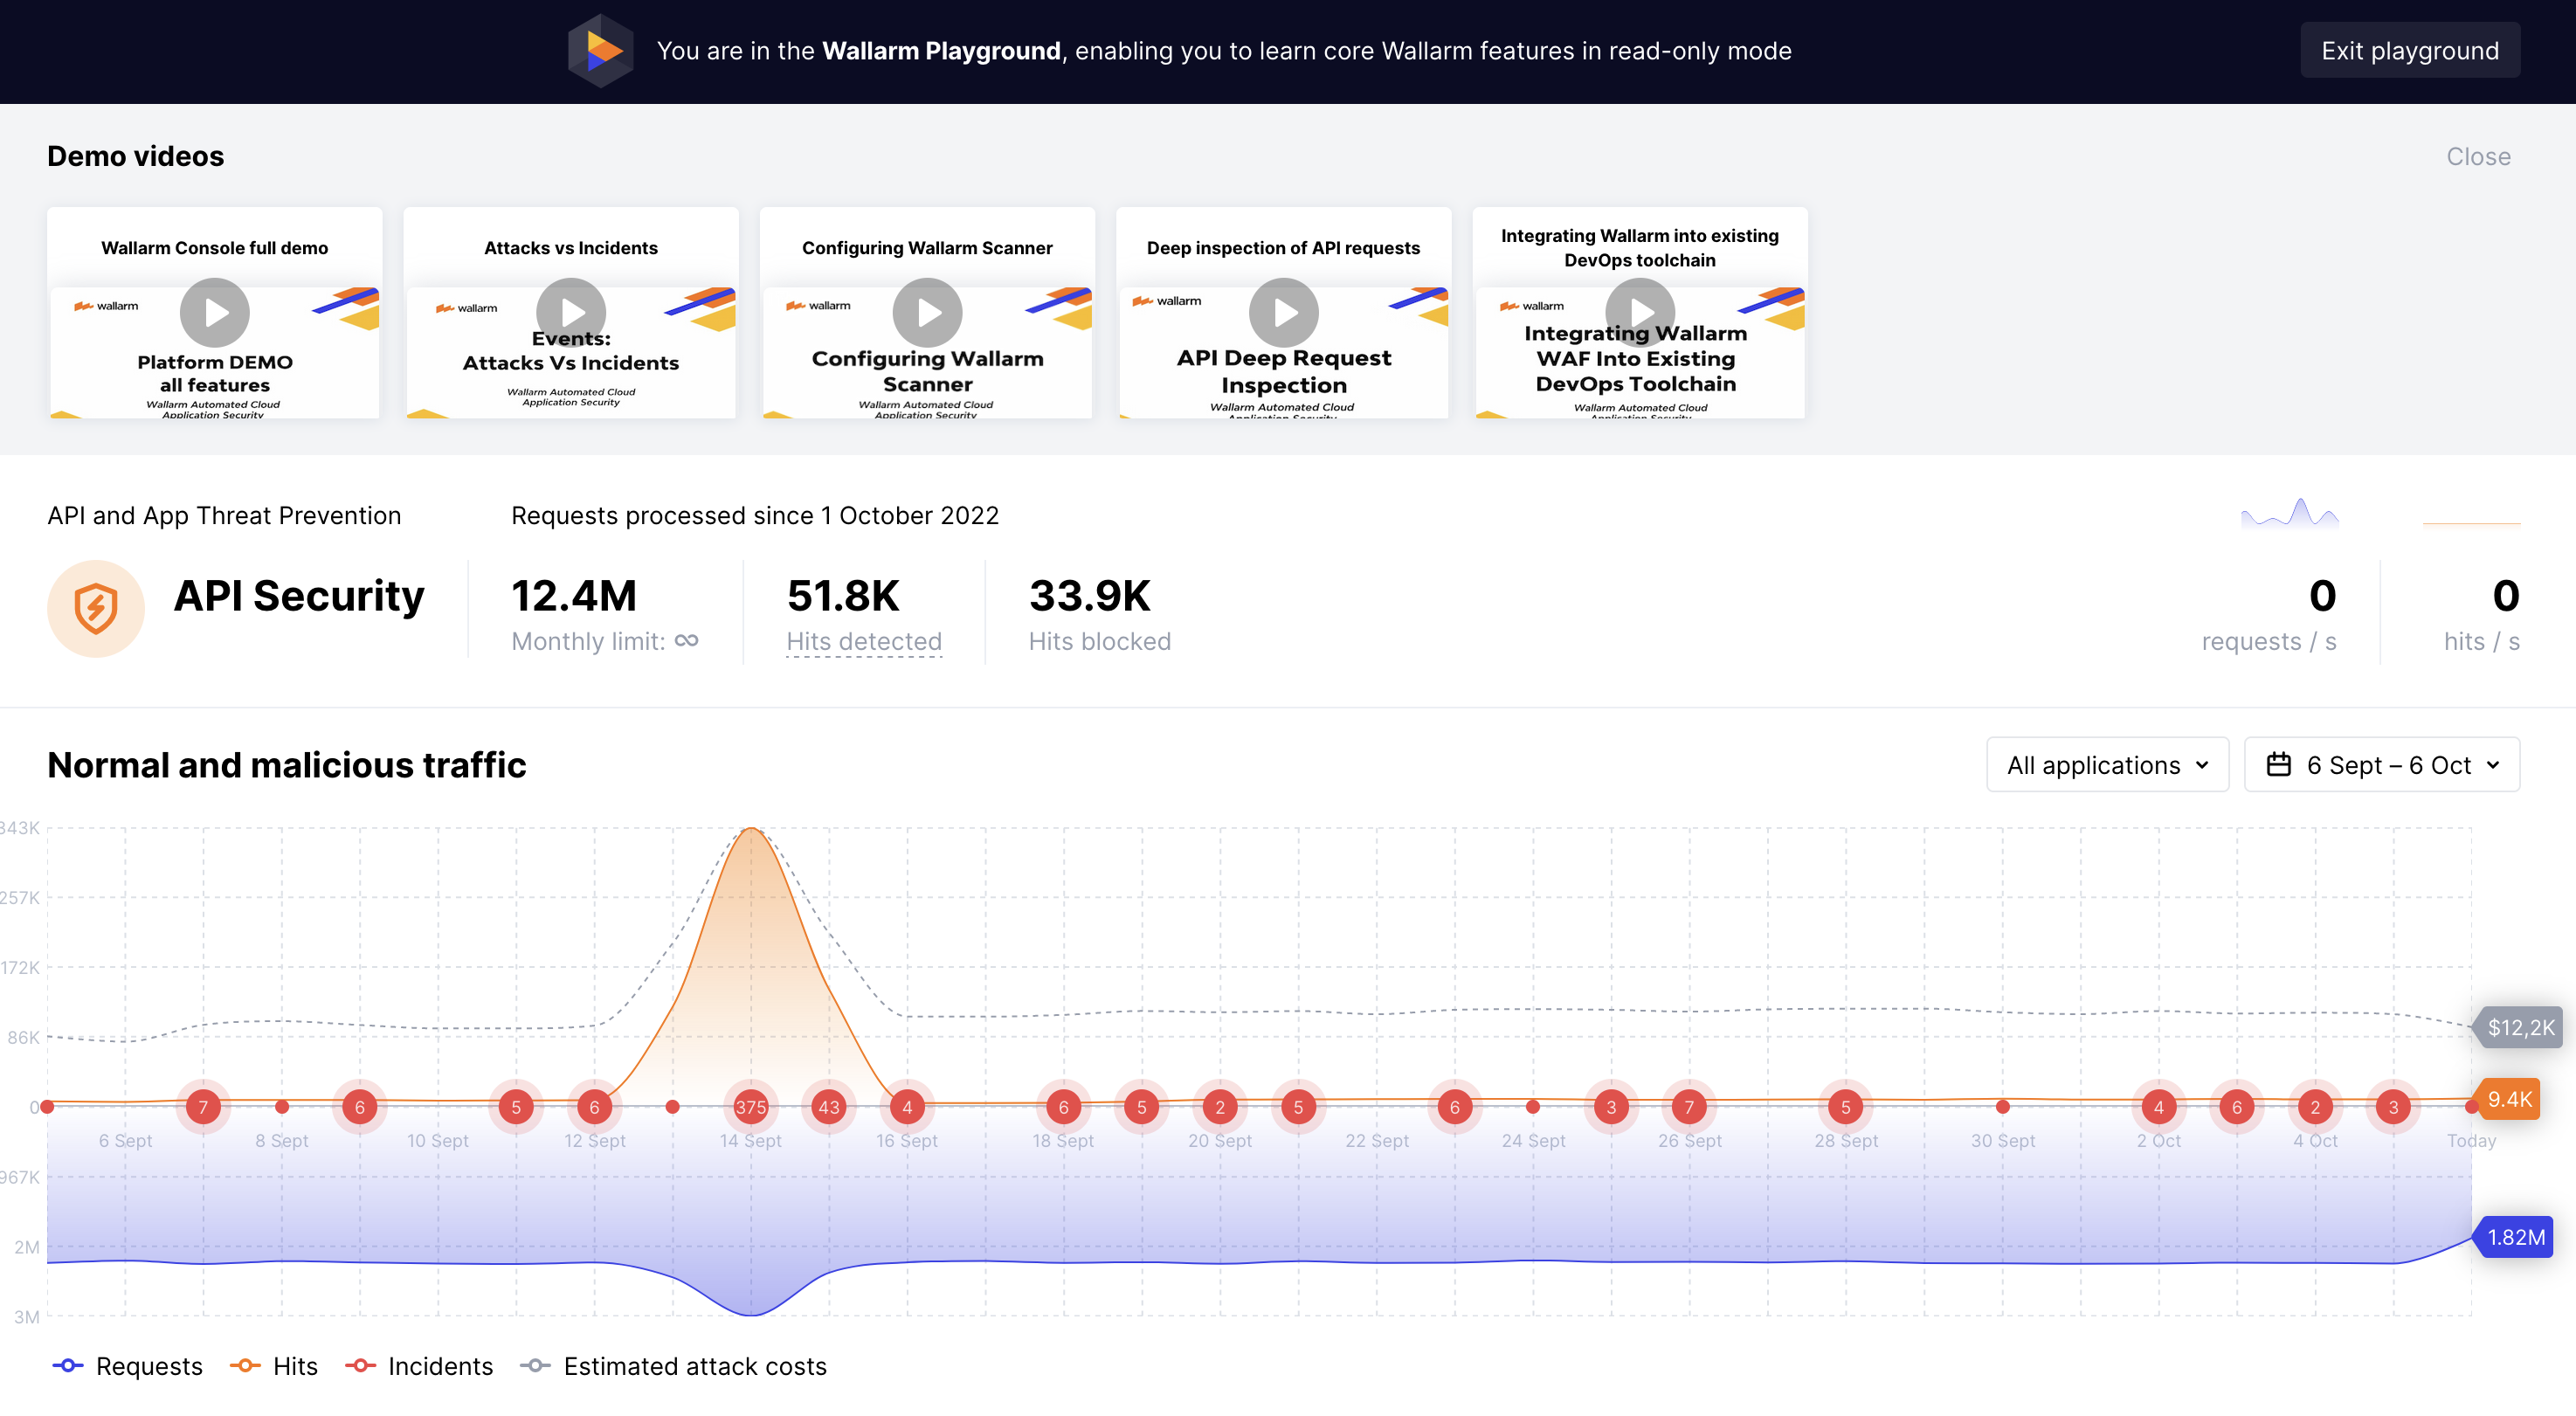 You are in the Wallarm Playground, enabling you to learn core Wallarm features in read-only mode
Exit playground
Demo videos
Close
Wallarm Console full demo
wallarm
Platform DEMO
all features
Wallarm Automated Cloud
Application Security
Attacks vs Incidents
wallarm
Events:
Attacks Vs Incidents
Wallarm Automated Cloud
Application Security
Configuring Wallarm Scanner
wallarm
Configuring Wallarm
Scanner
Wallarm Automated Cloud
Application Security
Deep inspection of API requests
wallarm
API Deep Request
Inspection
Wallarm Automated Cloud
Application Security
Integrating Wallarm into existing
DevOps toolchain
wallarm
Integrating Wallarm
WAF Into Existing
DevOps Toolchain
Wallarm Automated Cloud
Application Security
API and App Threat Prevention
API Security
Requests processed since 1 October 2022
12.4M
Monthly limit: ∞
51.8K
Hits detected
33.9K
Hits blocked
0
requests / s
0
hits / s
Normal and malicious traffic
All applications
6 Sept – 6 Oct
343K
257K
172K
86K
$12,2K
0
7 6 5 6 375 43 4 6 5 2 5 6 3 7 5 4 6 2 3
9.4K
6 Sept 8 Sept 10 Sept 12 Sept 14 Sept 16 Sept 18 Sept 20 Sept 22 Sept 24 Sept 26 Sept 28 Sept 30 Sept 2 Oct 4 Oct Today
967K
2M
1.82M
3M
Requests Hits Incidents Estimated attack costs